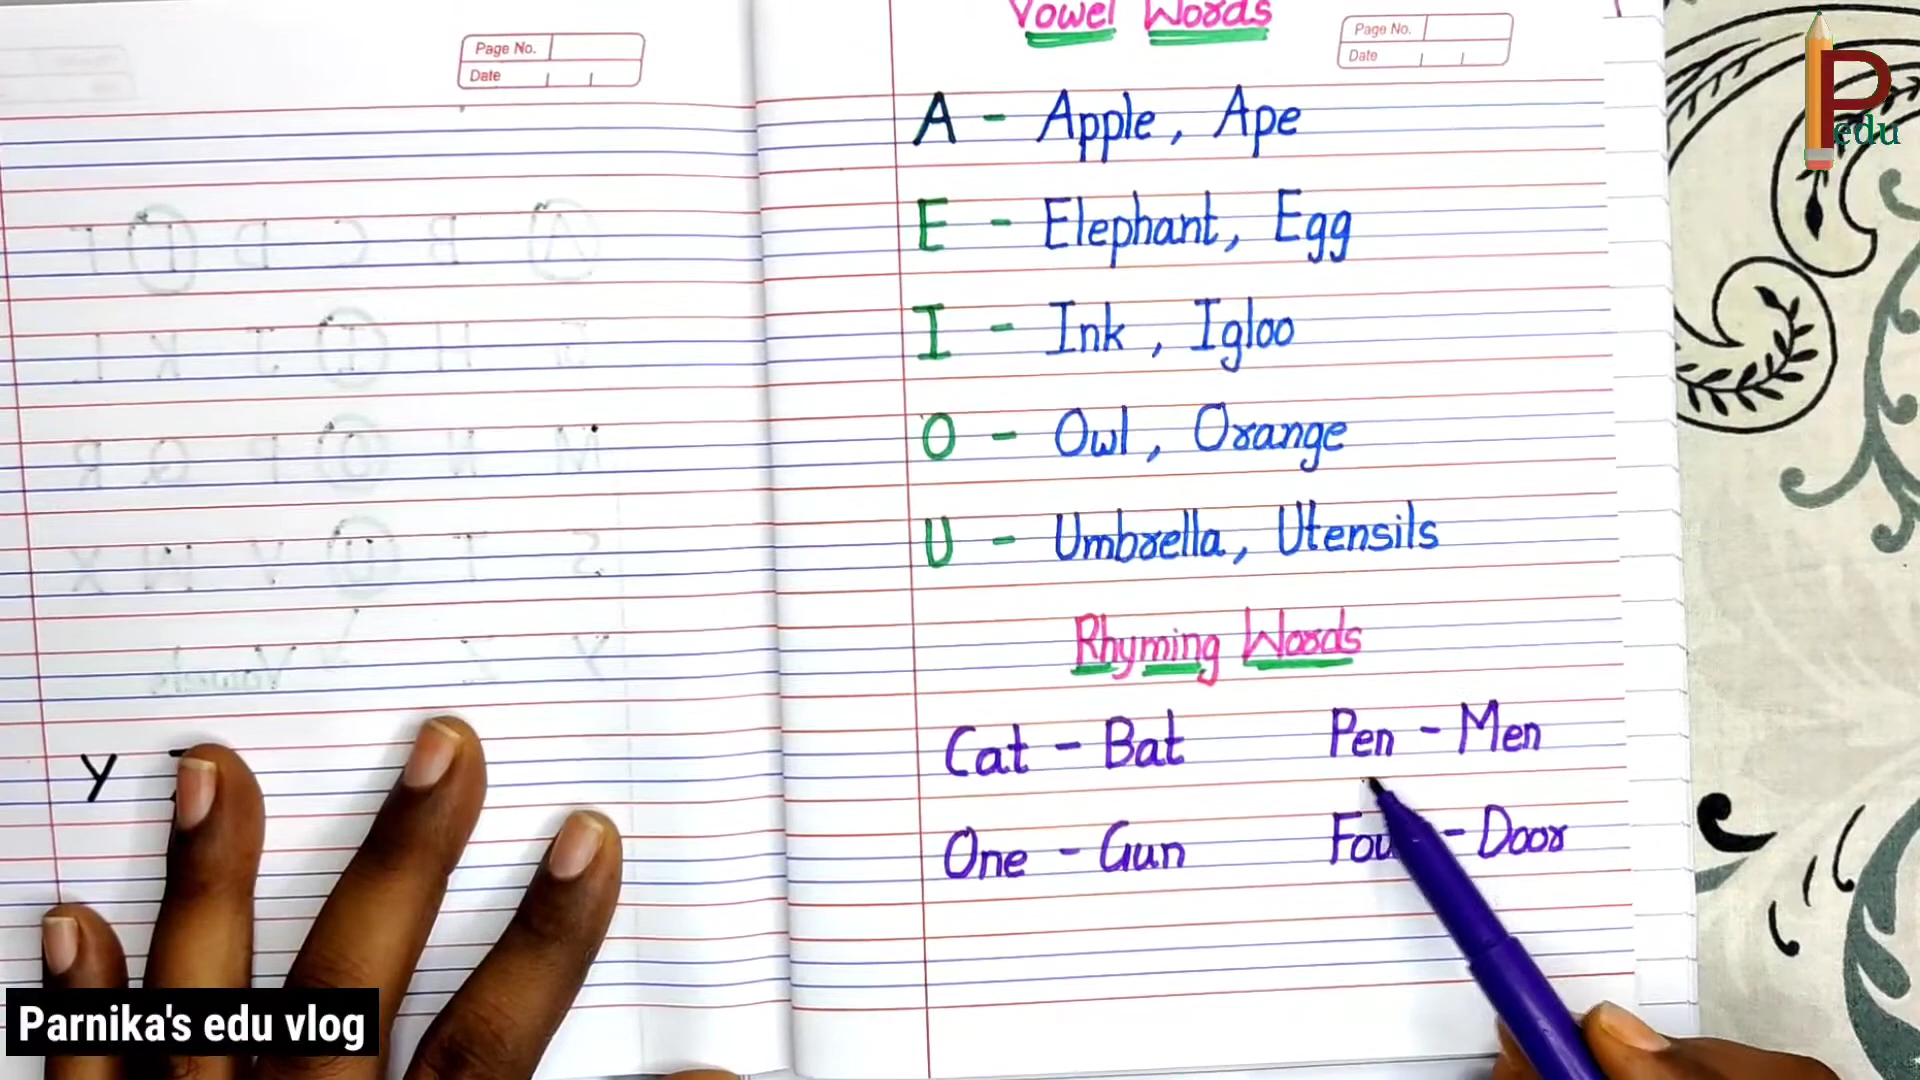 Page No.
Date
Y
Vowel Words
Page No.
Date
A - Apple, Ape
E - Elephant, Egg
I - Ink, Igloo
O - Owl, Orange
U - Umbrella, Utensils
Rhyming Words
Cat - Bat Pen - Men
One - Gun - Door
P edu
Parnika's edu vlog